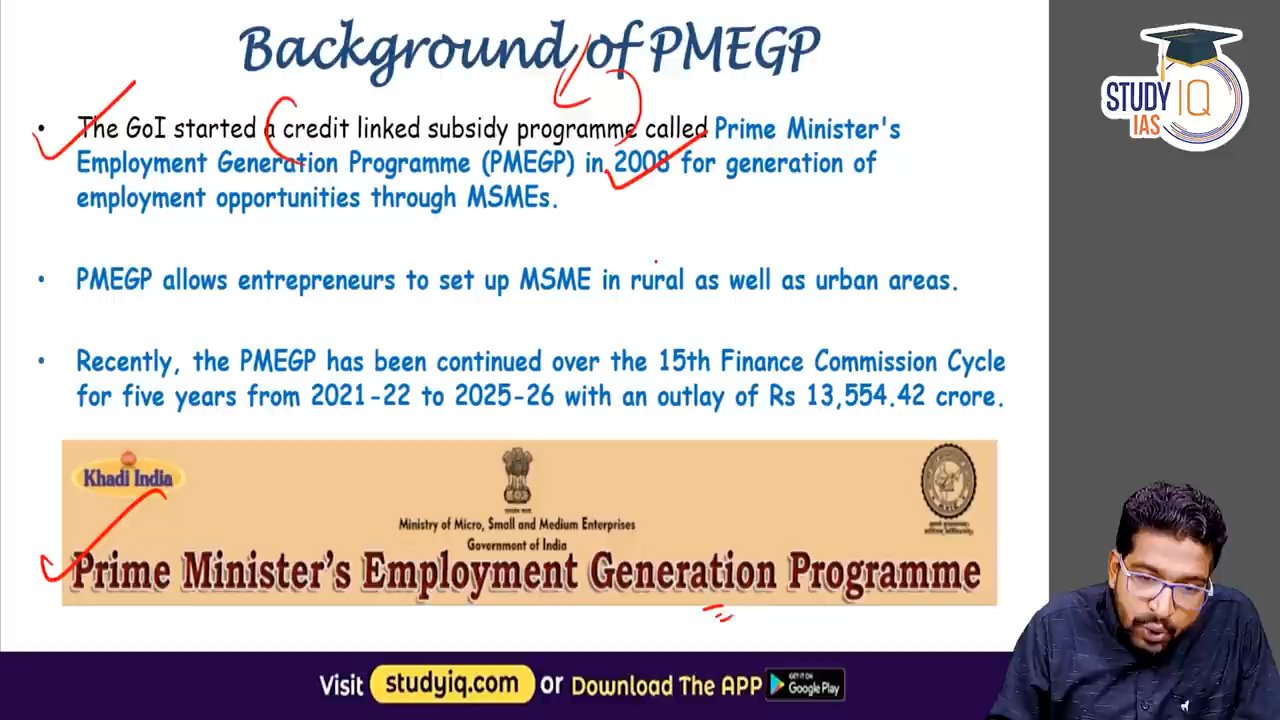 Background of PMEGP
STUDY IQ
IAS
• The GoI started a credit linked subsidy programme called Prime Minister's
Employment Generation Programme (PMEGP) in 2008 for generation of
employment opportunities through MSMEs.
• PMEGP allows entrepreneurs to set up MSME in rural as well as urban areas.
• Recently, the PMEGP has been continued over the 15th Finance Commission Cycle
for five years from 2021-22 to 2025-26 with an outlay of Rs 13,554.42 crore.
Khadi India
Ministry of Micro, Small and Medium Enterprises
Government of India
Prime Minister's Employment Generation Programme
Visit studyiq.com or Download The APP GET IT ON Google Play